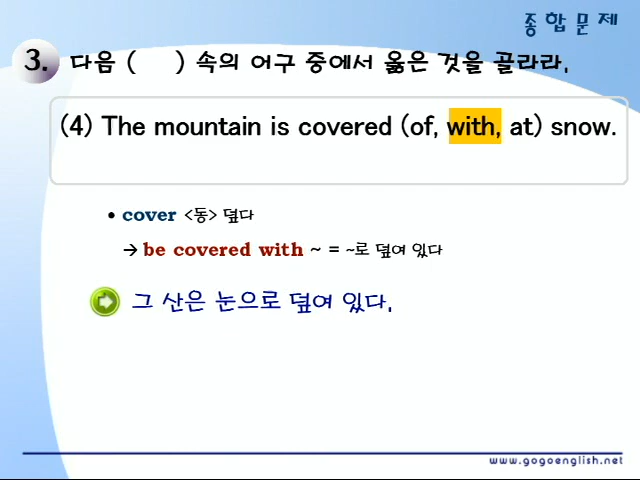 종합문제
3. 다음 (    ) 속의 어구 중에서 옳은 것을 골라라.
(4) The mountain is covered (of, with, at) snow.
• cover <동> 덮다
→ be covered with ~ = ~로 덮여 있다
그 산은 눈으로 덮여 있다.
www.gogoenglish.net